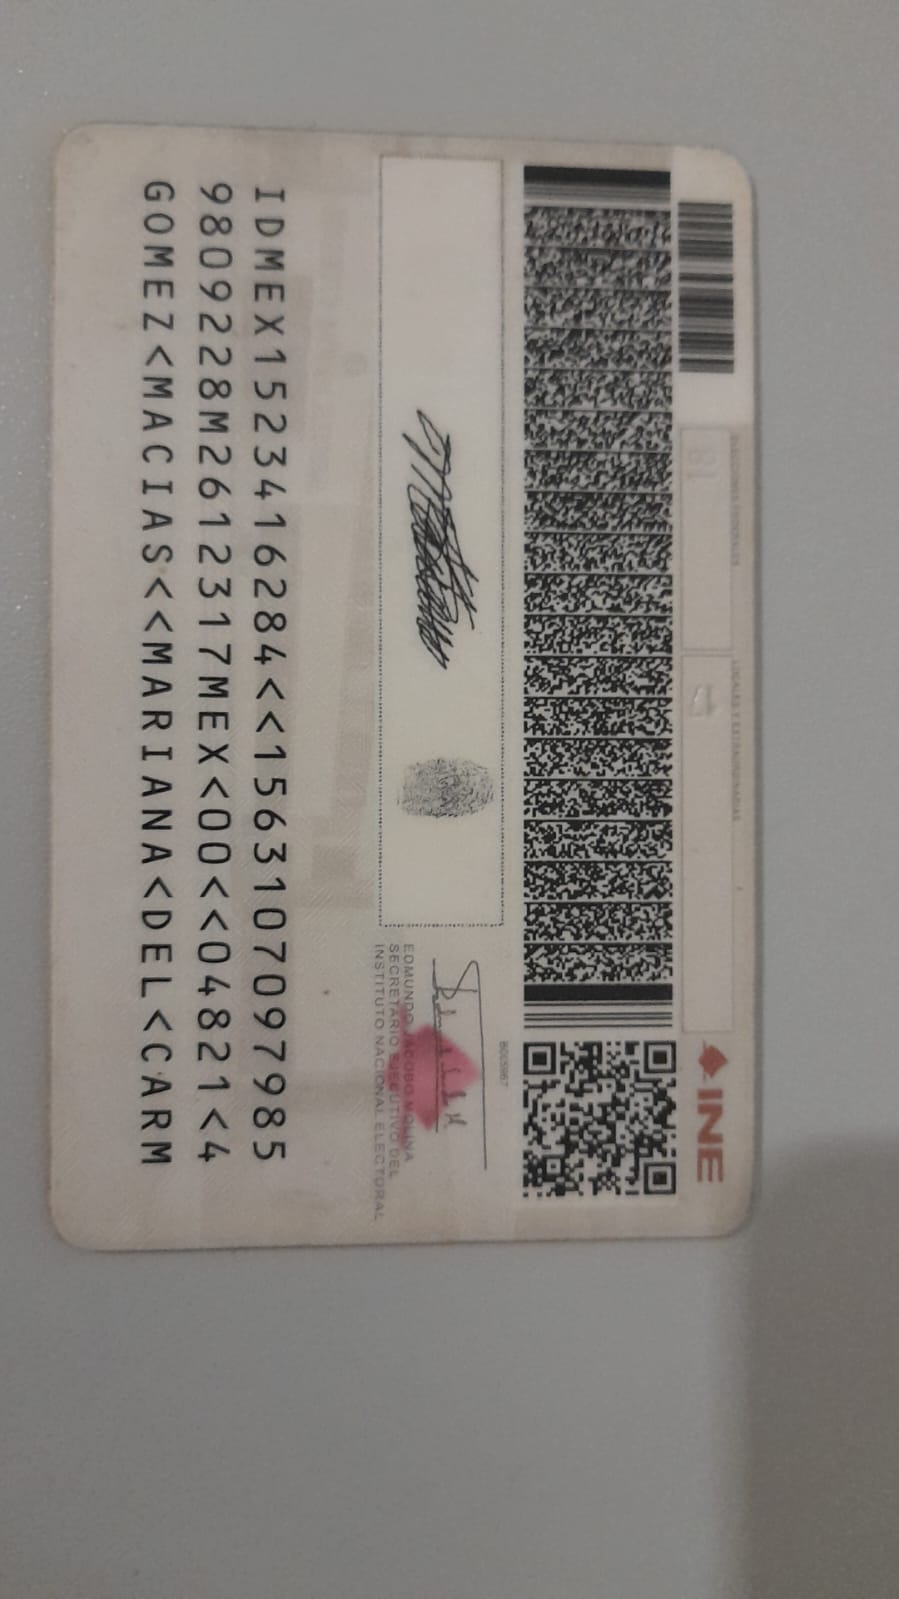 INE
60059867
EDMUNDO JACOBO MOLINA
SECRETARIO EJECUTIVO DEL
INSTITUTO NACIONAL ELECTORAL
IDMEX1523416284<<1563107097985
9809228M2612317MEX<00<<04821<4
GOMEZ<MACIAS<<MARIANA<DEL<CARM